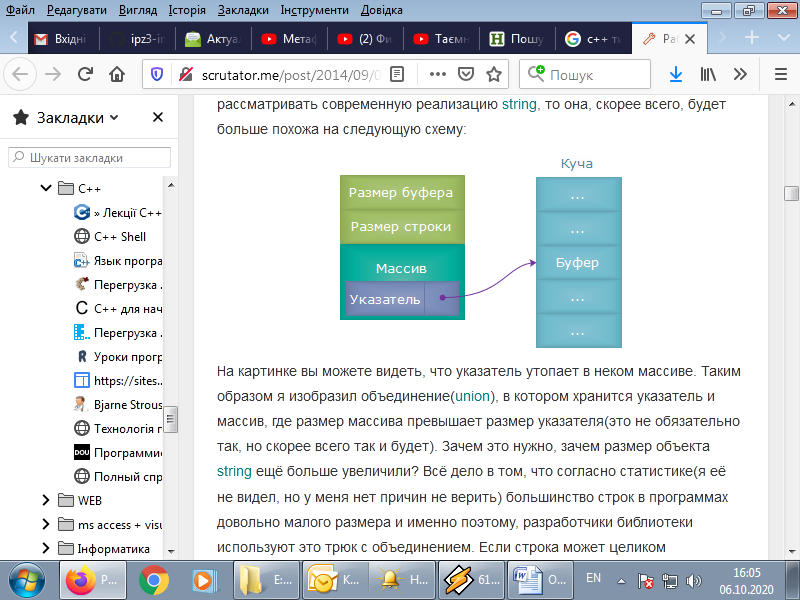 Файл Редагувати Вигляд Історія Закладки Інструменти Довідка
Вхідні ipz3-і Актуа Метаф (2) Фі Таємн Пошу c++ ти Ра
scrutator.me/post/2014/09/0 Пошук
Закладки
Шукати закладки
C++
» Лекції C++
C++ Shell
Язык програ
Перегрузка .
C++ для нач
Перегрузка .
Уроки прогр
https://sites..
Bjarne Strous
Технологія п
Программис
Полный спр
WEB
ms access + visu
Інформатика
рассматривать современную реализацию string, то она, скорее всего, будет
больше похожа на следующую схему:
Куча
Размер буфера
Размер строки
Массив
Указатель
...
...
Буфер
...
...
На картинке вы можете видеть, что указатель утопает в неком массиве. Таким
образом я изобразил объединение(union), в котором хранится указатель и
массив, где размер массива превышает размер указателя(это не обязательно
так, но скорее всего так и будет). Зачем это нужно, зачем размер объекта
string ещё больше увеличили? Всё дело в том, что согласно статистике(я её
не видел, но у меня нет причин не верить) большинство строк в программах
довольно малого размера и именно поэтому, разработчики библиотеки
используют это трюк с объединением. Если строка может целиком
P... E:... K... H... 61... O... EN 16:05
06.10.2020